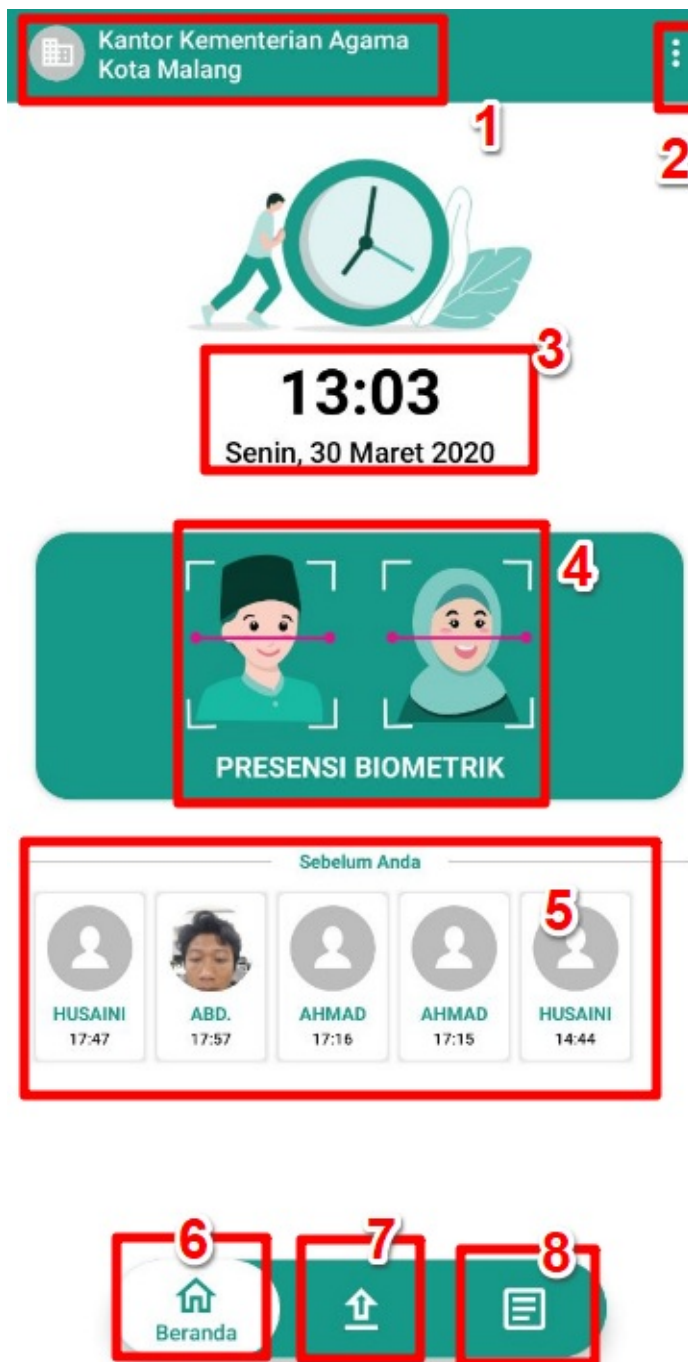 Kantor Kementerian Agama
Kota Malang
1
2
3
13:03
Senin, 30 Maret 2020
4
PRESENSI BIOMETRIK
Sebelum Anda
5
HUSAINI ABD. AHMAD AHMAD HUSAINI
17:47 17:57 17:16 17:15 14:44
6 7 8
Beranda